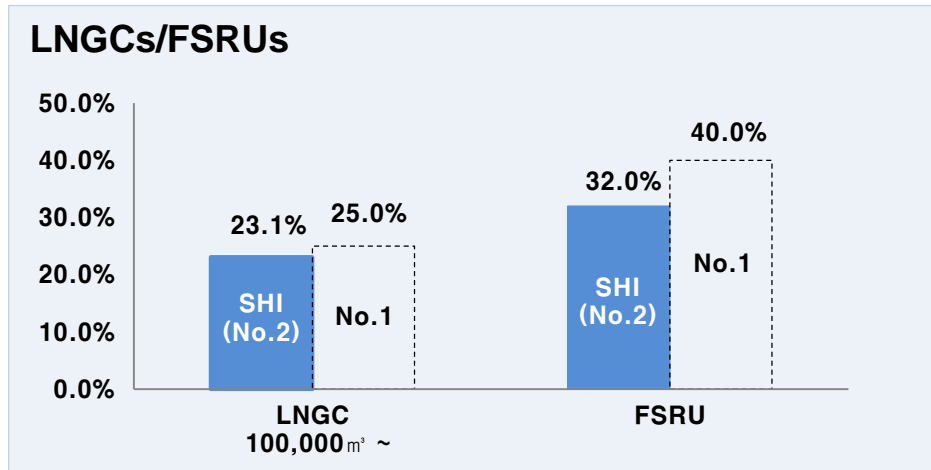 LNGCs/FSRUs
50.0%
40.0%
30.0%
20.0%
10.0%
0.0%
23.1%
25.0%
32.0%
40.0%
SHI
(No.2)
No.1
SHI
(No.2)
No.1
LNGC
100,000㎥ ~
FSRU